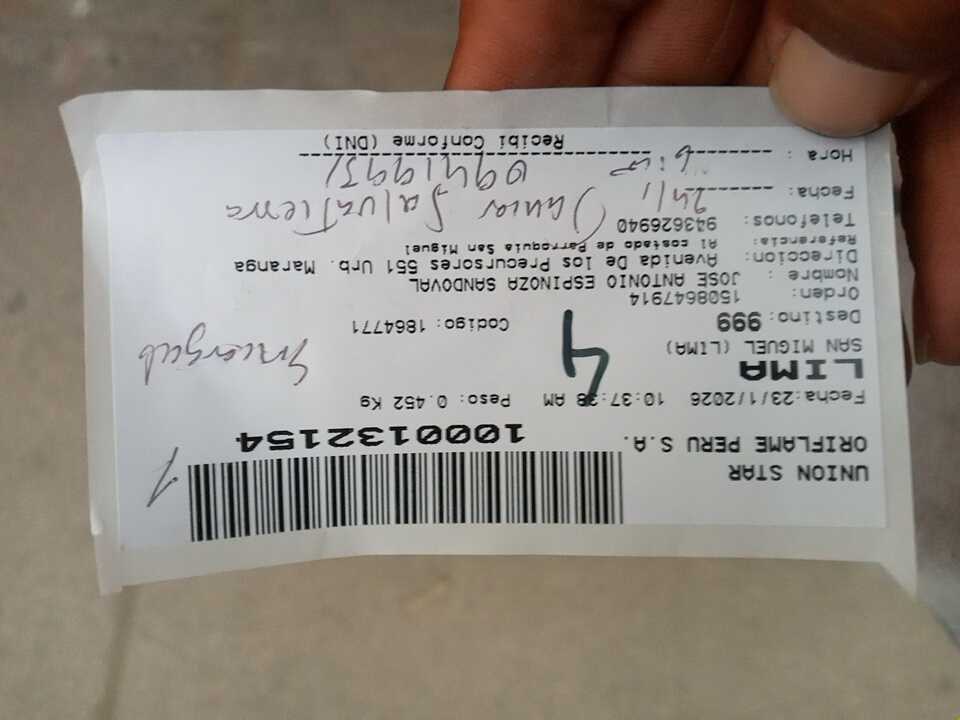 UNION STAR
ORIFLAME PERU S.A.
1000132154
1
Fecha:23/1/2026 10:37:38 AM Peso: 0.452 Kg
LIMA
SAN MIGUEL (LIMA)
4
Destino: 999 Codigo: 1864771
Orden: 1508647914
Nombre : JOSE ANTONIO ESPINOZA SANDOVAL
Direccion: Avenida De los Precursores 551 Urb. Maranga
Referencia: Al costado de Parroquia San Miguel
Telefonos: 943626940
Fecha: 24/1 Salvatierra
Hora :
Recibi Conforme (DNI)